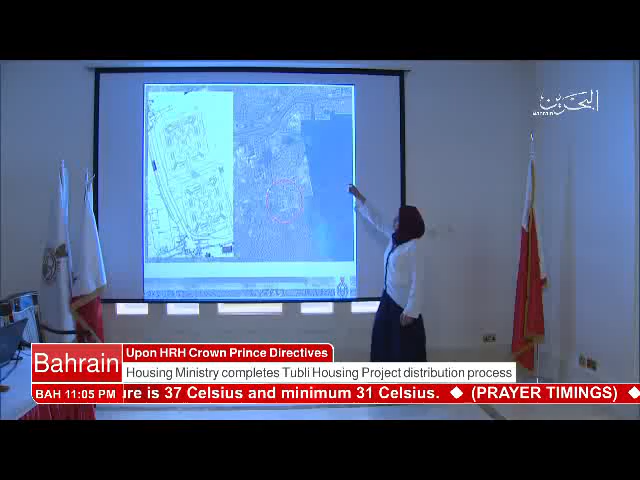 البحرين
Upon HRH Crown Prince Directives
Bahrain
Housing Ministry completes Tubli Housing Project distribution process
BAH 11:05 PM
ure is 37 Celsius and minimum 31 Celsius. ◆ (PRAYER TIMINGS) ◆